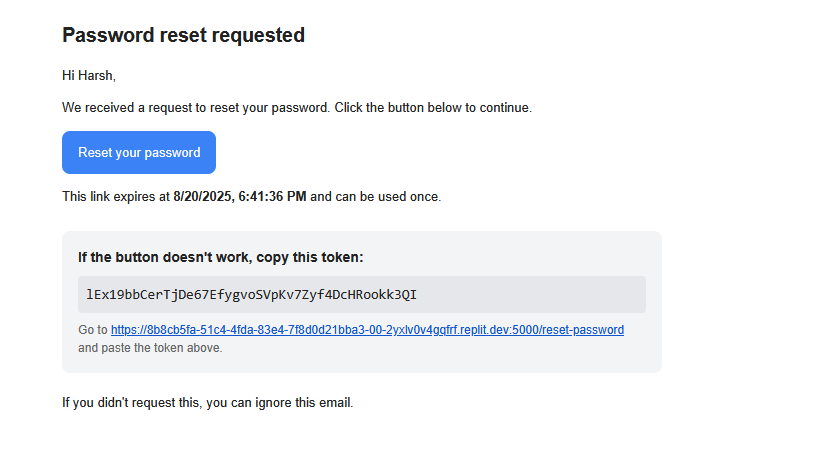 Password reset requested
Hi Harsh,
We received a request to reset your password. Click the button below to continue.
Reset your password
This link expires at 8/20/2025, 6:41:36 PM and can be used once.
If the button doesn't work, copy this token:
lEx19bbCerTjDe67EfygvoSVpKv7Zyf4DcHRookk3QI
Go to https://8b8cb5fa-51c4-4fda-83e4-7f8d0d21bba3-00-2yxlv0v4gqfrf.replit.dev:5000/reset-password
and paste the token above.
If you didn't request this, you can ignore this email.